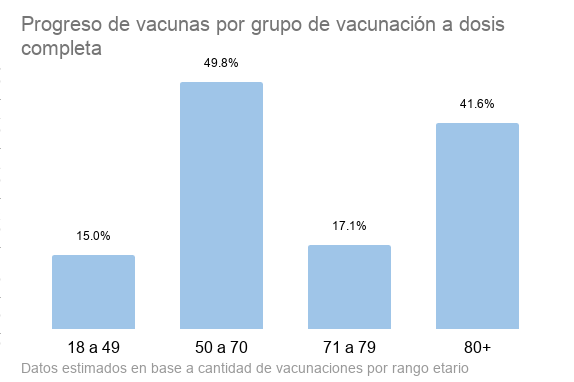 Progreso de vacunas por grupo de vacunación a dosis
completa
49.8%
41.6%
15.0%
17.1%
18 a 49
50 a 70
71 a 79
80+
Datos estimados en base a cantidad de vacunaciones por rango etario